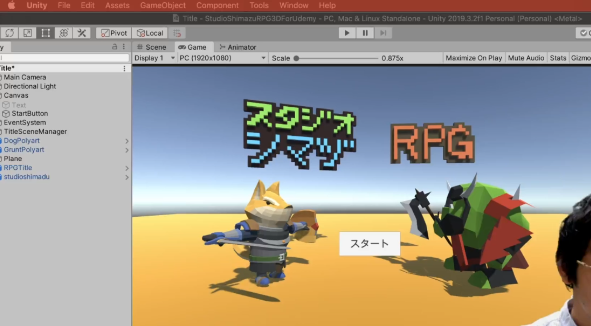 Unity File Edit Assets GameObject Component Tools Window Help
Title - StudioShimazuRPG3DForUdemy - PC, Mac & Linux Standalone - Unity 2019.3.2f1 Personal [Personal] <Metal>
Pivot Local
Scene Game Animator
Display 1 PC (1920x1080) Scale 0.875x Maximize On Play Mute Audio Stats Gizmo
Title*
Main Camera
Directional Light
Canvas
Text
StartButton
EventSystem
TitleSceneManager
DogPolyart
GruntPolyart
Plane
RPGTitle
studioshimadu
スタジオ
シマヅ
RPG
スタート